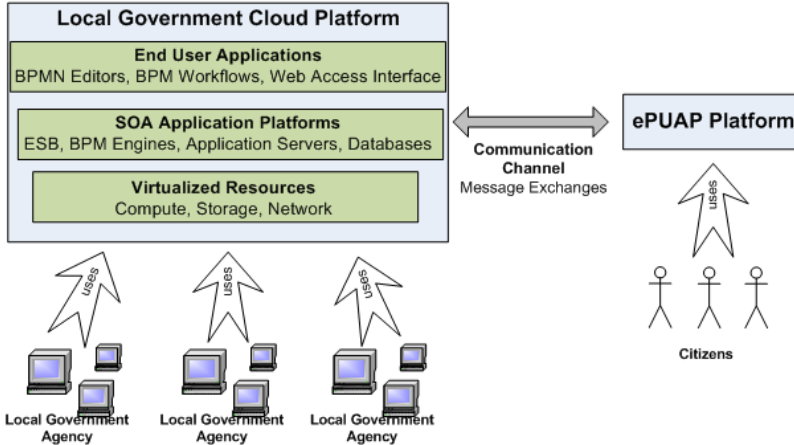 Local Government Cloud Platform
End User Applications
BPMN Editors, BPM Workflows, Web Access Interface
SOA Application Platforms
ESB, BPM Engines, Application Servers, Databases
Virtualized Resources
Compute, Storage, Network
Communication
Channel
Message Exchanges
ePUAP Platform
uses
uses
uses
uses
Citizens
Local Government
Agency
Local Government
Agency
Local Government
Agency